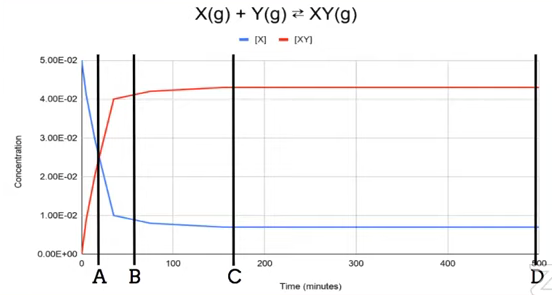 X(g) + Y(g) ⇄ XY(g)
[X] [XY]
5.00E-02
4.00E-02
3.00E-02
2.00E-02
1.00E-02
0.00E+00
Concentration
0 100 200 300 400 500
A B C D
Time (minutes)